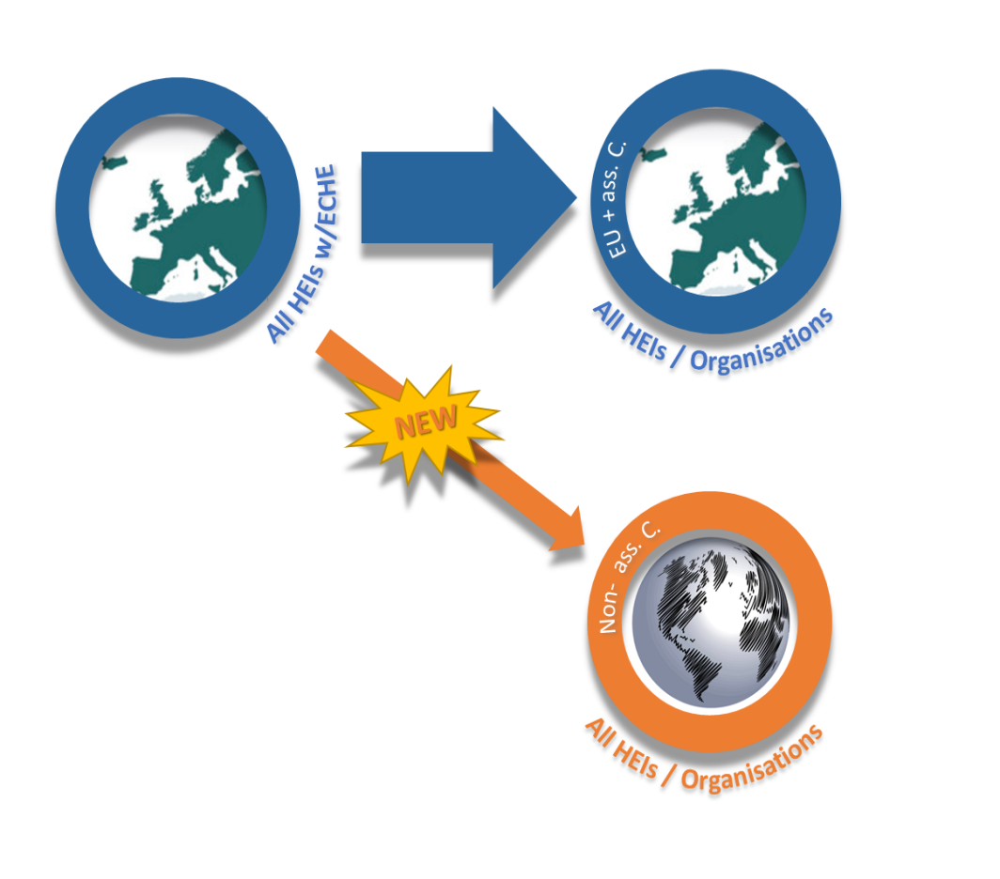 All HEIs w/ECHE
EU + ass. C.
All HEIs / Organisations
NEW
Non- ass. C.
All HEIs / Organisations